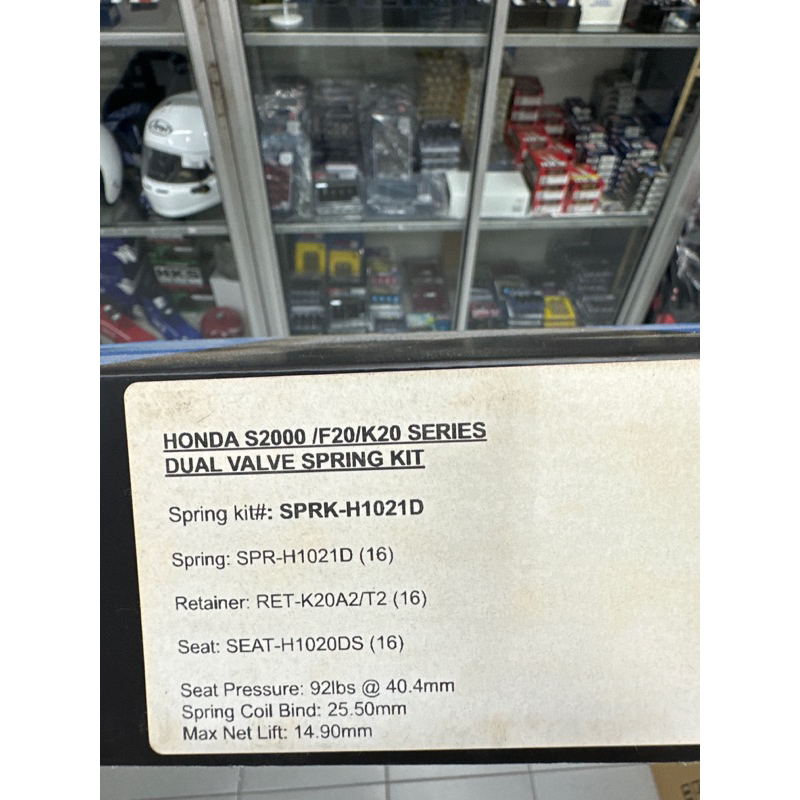 Arai
HKS
HONDA S2000 /F20/K20 SERIES
DUAL VALVE SPRING KIT
Spring kit#: SPRK-H1021D
Spring: SPR-H1021D (16)
Retainer: RET-K20A2/T2 (16)
Seat: SEAT-H1020DS (16)
Seat Pressure: 92lbs @ 40.4mm
Spring Coil Bind: 25.50mm
Max Net Lift: 14.90mm